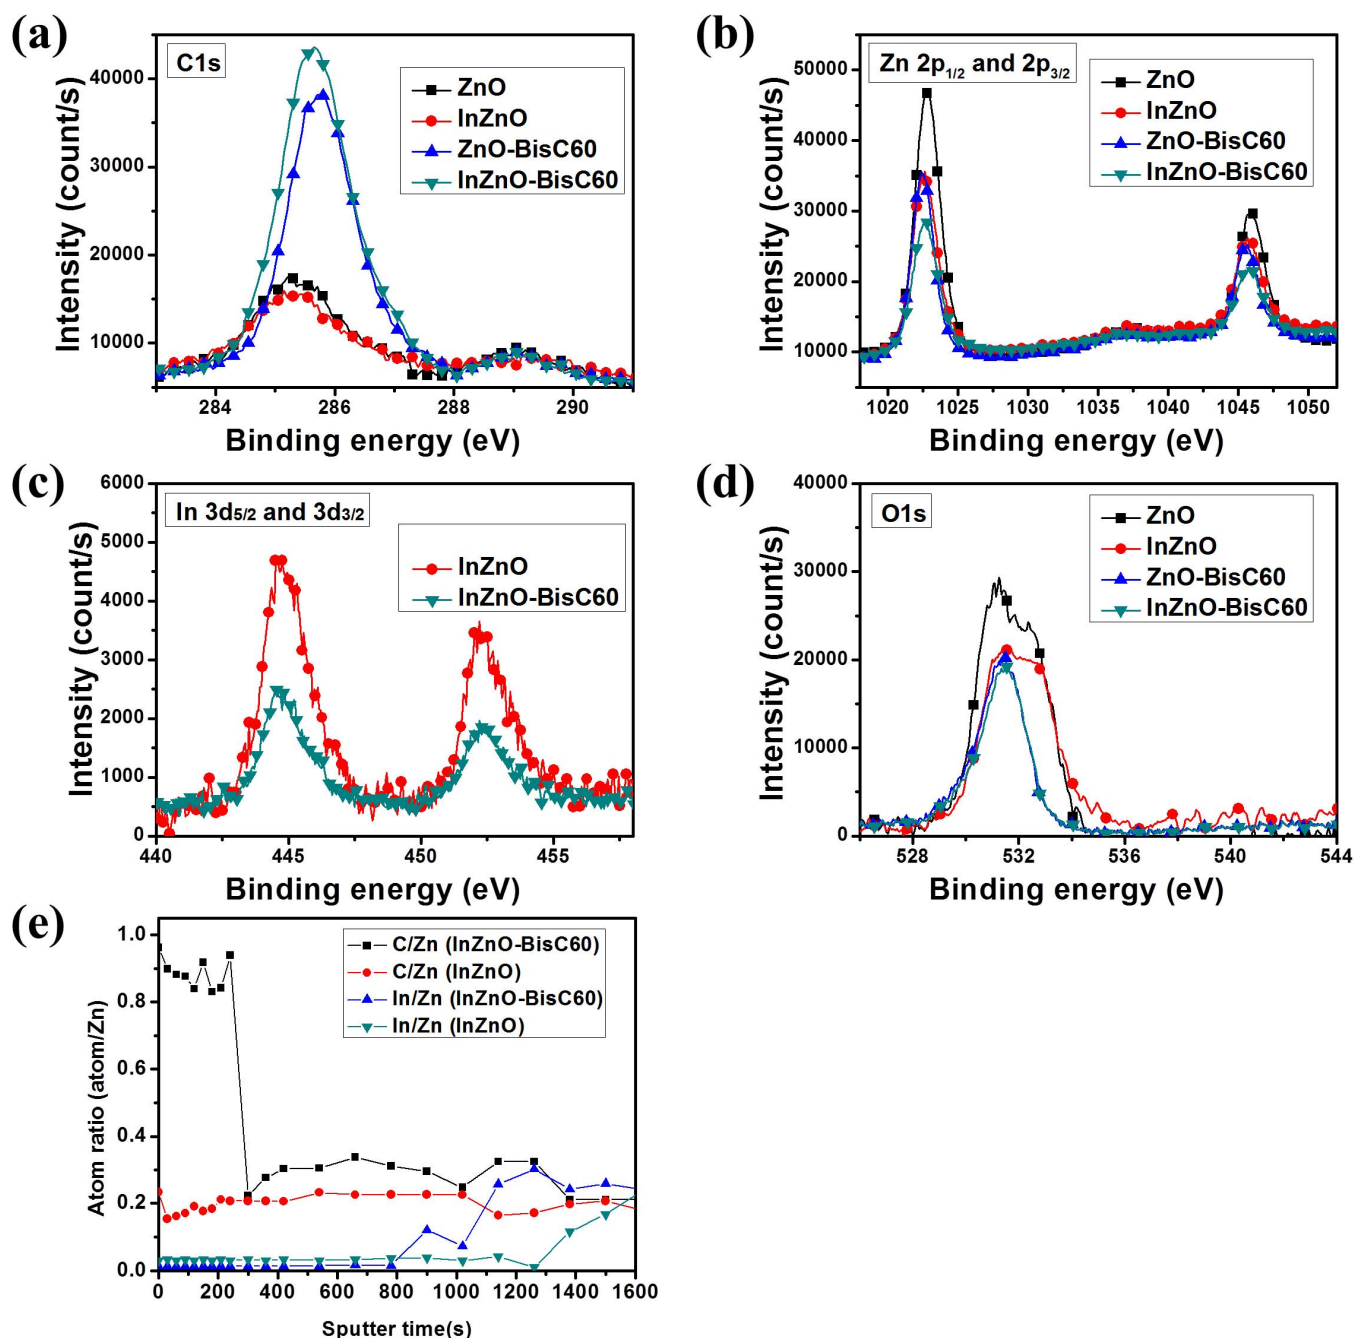 (a)
C1s
ZnO
InZnO
ZnO-BisC60
InZnO-BisC60
Intensity (count/s)
40000
30000
20000
10000
284 286 288 290
Binding energy (eV)
(b)
Zn 2p1/2 and 2p3/2
ZnO
InZnO
ZnO-BisC60
InZnO-BisC60
Intensity (count/s)
50000
40000
30000
20000
10000
1020 1025 1030 1035 1040 1045 1050
Binding energy (eV)
(c)
In 3d5/2 and 3d3/2
InZnO
InZnO-BisC60
Intensity (count/s)
6000
5000
4000
3000
2000
1000
0
440 445 450 455
Binding energy (eV)
(d)
O1s
ZnO
InZnO
ZnO-BisC60
InZnO-BisC60
Intensity (count/s)
40000
30000
20000
10000
0
528 532 536 540 544
Binding energy (eV)
(e)
C/Zn (InZnO-BisC60)
C/Zn (InZnO)
In/Zn (InZnO-BisC60)
In/Zn (InZnO)
Atom ratio (atom/Zn)
1.0
0.8
0.6
0.4
0.2
0.0
0 200 400 600 800 1000 1200 1400 1600
Sputter time(s)